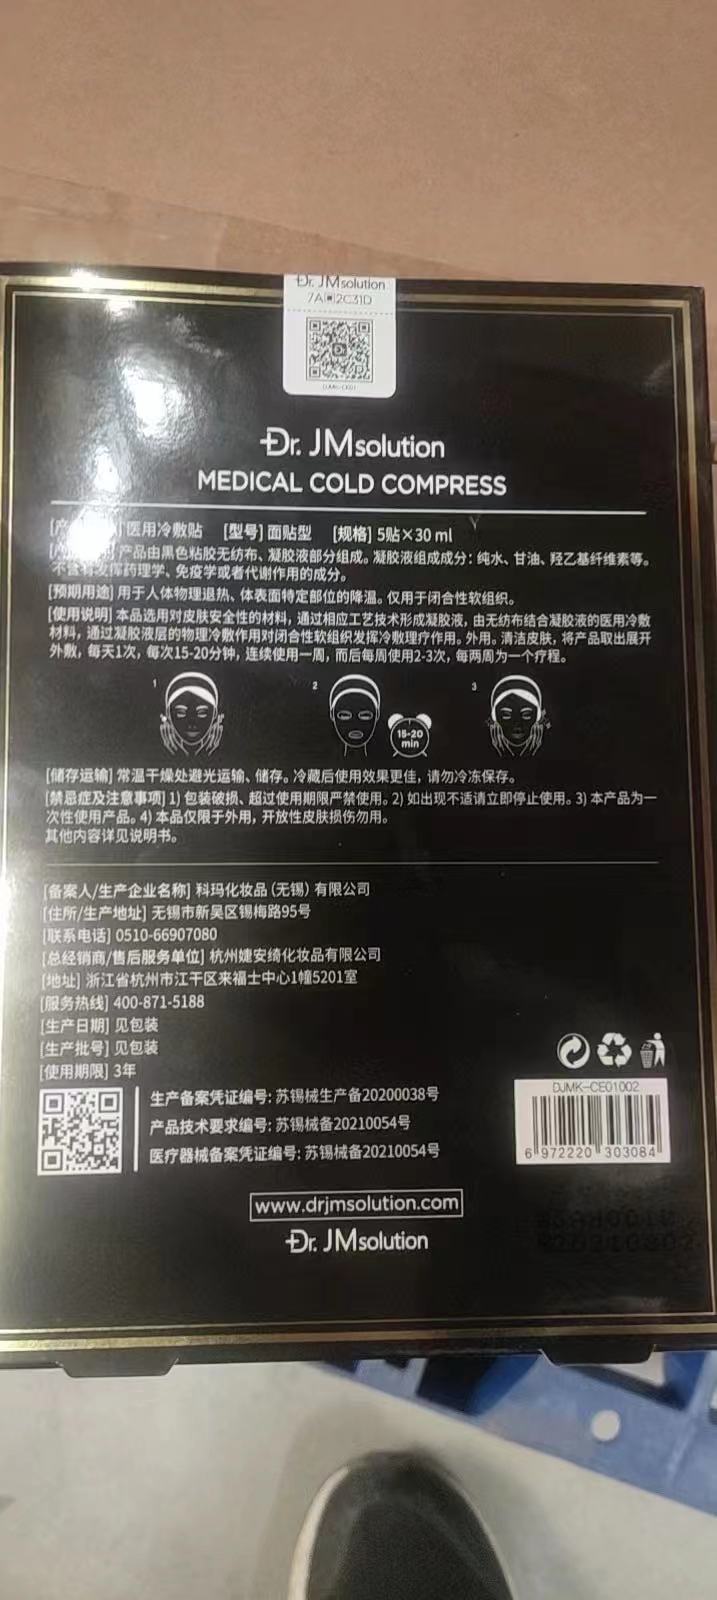 Dr. JMsolution
7A 2C31D
Dr. JMsolution
MEDICAL COLD COMPRESS
医用冷敷贴 [型号] 面贴型 [规格] 5贴×30 ml
产品由黑色粘胶无纺布、凝胶液部分组成。凝胶液组成成分：纯水、甘油、羟乙基纤维素等。
不含 发挥药理学、免疫学或者代谢作用的成分。
[预期用途] 用于人体物理退热、体表面特定部位的降温。仅用于闭合性软组织。
[使用说明] 本品选用对皮肤安全性的材料，通过相应工艺技术形成凝胶液，由无纺布结合凝胶液的医用冷敷
材料，通过凝胶液层的物理冷敷作用对闭合性软组织发挥冷敷理疗作用。外用。清洁皮肤，将产品取出展开
外敷，每天1次，每次15-20分钟，连续使用一周，而后每周使用2-3次，每两周为一个疗程。
1 2 3
15-20
min
[储存运输] 常温干燥处避光运输、储存。冷藏后使用效果更佳，请勿冷冻保存。
[禁忌症及注意事项] 1) 包装破损、超过使用期限严禁使用。2) 如出现不适请立即停止使用。3) 本产品为一
次性使用产品。4) 本品仅限于外用，开放性皮肤损伤勿用。
其他内容详见说明书。
[备案人/生产企业名称] 科玛化妆品（无锡）有限公司
[住所/生产地址] 无锡市新吴区锡梅路95号
[联系电话] 0510-66907080
[总经销商/售后服务单位] 杭州婕安绮化妆品有限公司
[地址] 浙江省杭州市江干区来福士中心1幢5201室
[服务热线] 400-871-5188
[生产日期] 见包装
[生产批号] 见包装
[使用期限] 3年
生产备案凭证编号: 苏锡械生产备20200038号
产品技术要求编号: 苏锡械备20210054号
医疗器械备案凭证编号: 苏锡械备20210054号
DJMK-CE01002
6 972220 303084
www.drjmsolution.com
Dr. JMsolution